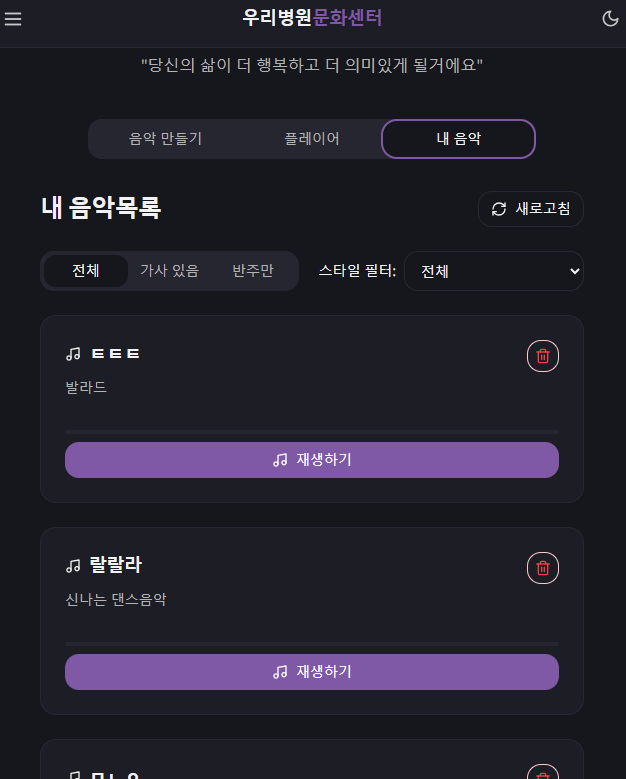 우리병원문화센터
"당신의 삶이 더 행복하고 더 의미있게 될거에요"
음악 만들기 플레이어 내 음악
내 음악목록 새로고침
전체 가사 있음 반주만 스타일 필터: 전체
ㅌㅌㅌ
발라드
재생하기
랄랄라
신나는 댄스음악
재생하기